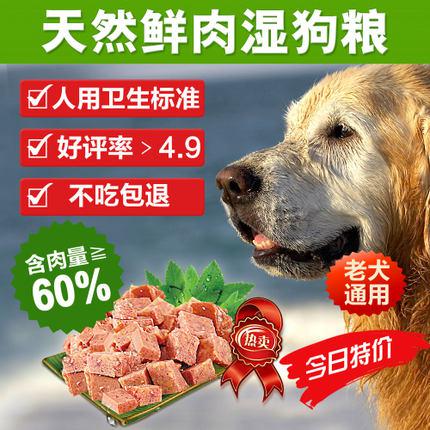 天然鲜肉湿狗粮
人用卫生标准
好评率>4.9
不吃包退
含肉量≧
60%
老犬
通用
热卖
今日特价